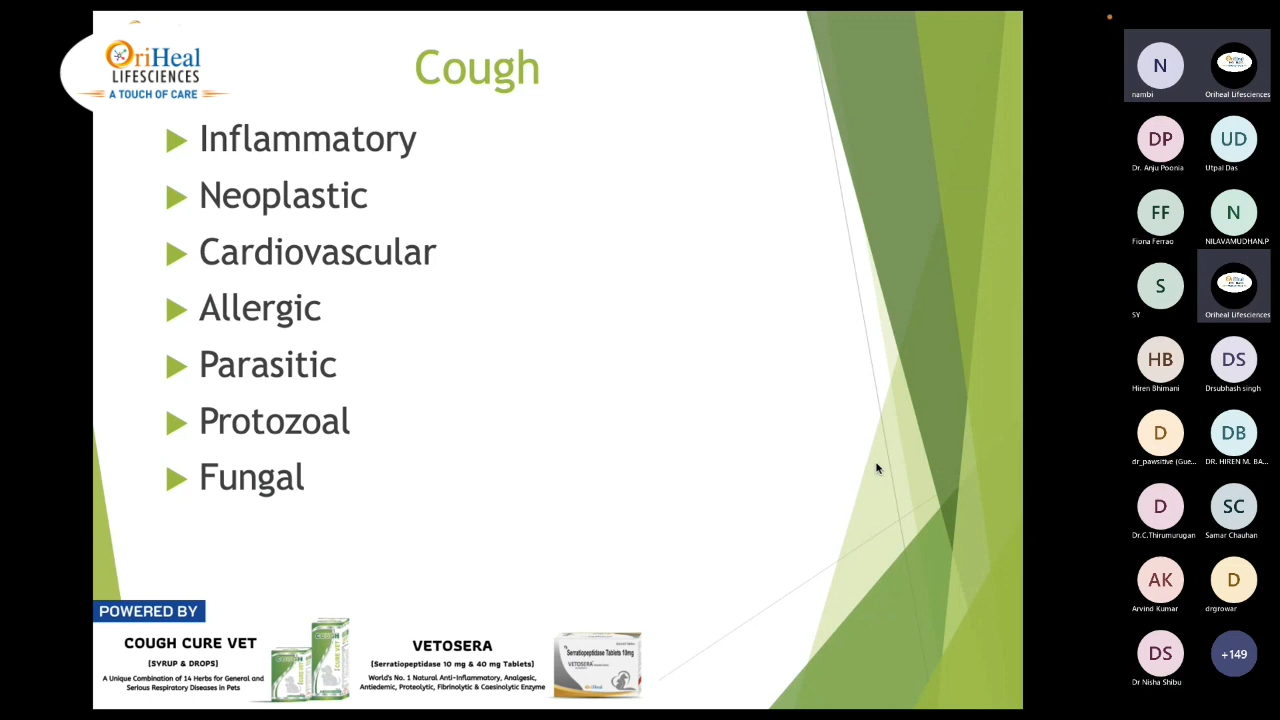 OriHeal
LIFESCIENCES
A TOUCH OF CARE
Cough
Inflammatory
Neoplastic
Cardiovascular
Allergic
Parasitic
Protozoal
Fungal
POWERED BY
COUGH CURE VET
(SYRUP & DROPS)
A Unique Combination of 14 Herbs for General and
Serious Respiratory Diseases in Pets
VETOSERA
(Serratiopeptidase 10 mg & 40 mg Tablets)
World's No. 1 Natural Anti-Inflammatory, Analgesic,
Antiedemic, Proteolytic, Fibrinolytic & Caesinolytic Enzyme
Serratiopeptidase Tablets 10mg
VETOSERA
OriHeal
N
nambi
Oriheal Lifesciences
DP
Dr. Anju Poonia
UD
Utpal Das
FF
Fiona Ferrao
N
NILAVAMUDHAN.P
S
SY
Oriheal Lifesciences
HB
Hiren Bhimani
DS
Drsubhash singh
D
dr_pawsitive (Gue...
DB
DR. HIREN M. BA...
D
Dr.C.Thirumurugan
SC
Samar Chauhan
AK
Arvind Kumar
D
drgrowar
DS
Dr Nisha Shibu
+149